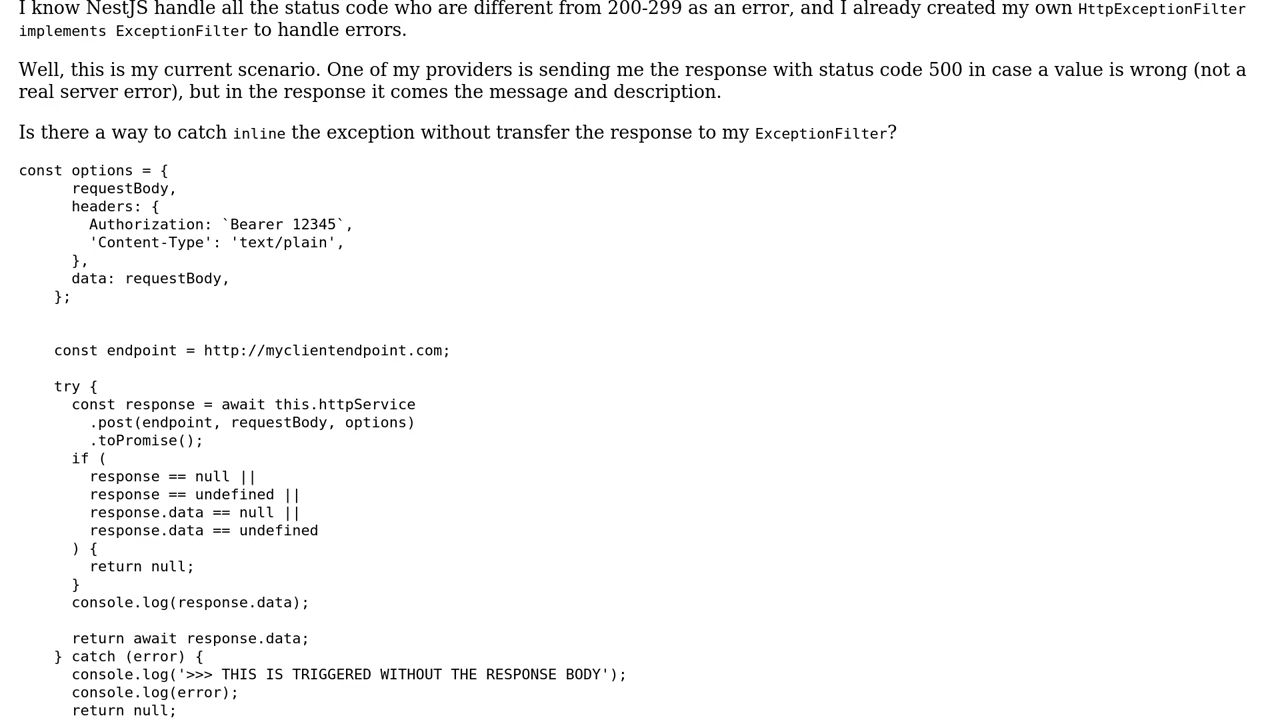 I know NestJS handle all the status code who are different from 200-299 as an error, and I already created my own HttpExceptionFilter
implements ExceptionFilter to handle errors.
Well, this is my current scenario. One of my providers is sending me the response with status code 500 in case a value is wrong (not a
real server error), but in the response it comes the message and description.
Is there a way to catch inline the exception without transfer the response to my ExceptionFilter?
const options = {
      requestBody,
      headers: {
        Authorization: `Bearer 12345`,
        'Content-Type': 'text/plain',
      },
      data: requestBody,
    };
    const endpoint = http://myclientendpoint.com;
    try {
      const response = await this.httpService
        .post(endpoint, requestBody, options)
        .toPromise();
      if (
        response == null ||
        response == undefined ||
        response.data == null ||
        response.data == undefined
      ) {
        return null;
      }
      console.log(response.data);
      return await response.data;
    } catch (error) {
      console.log('>>> THIS IS TRIGGERED WITHOUT THE RESPONSE BODY');
      console.log(error);
      return null;